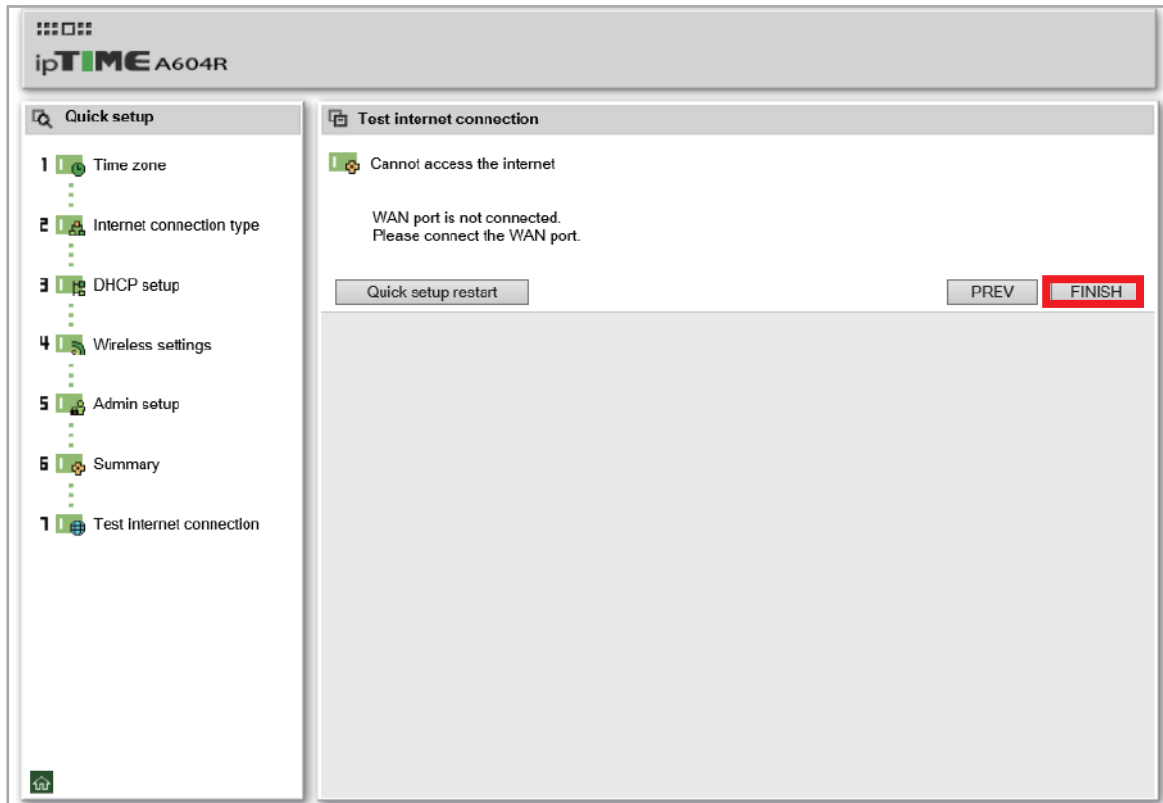 ipTIME A604R
Quick setup
1 Time zone
2 Internet connection type
3 DHCP setup
4 Wireless settings
5 Admin setup
6 Summary
7 Test internet connection
Test internet connection
Cannot access the internet
WAN port is not connected.
Please connect the WAN port.
Quick setup restart
PREV
FINISH